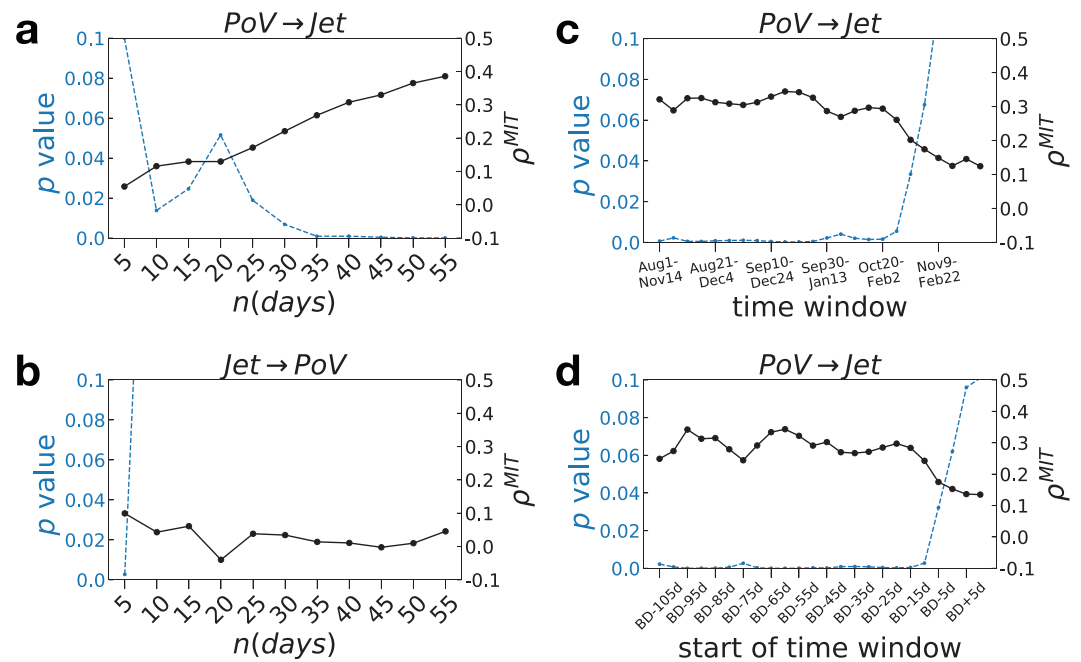 a
PoV → Jet
0.1
0.08
0.06
0.04
0.02
0.0
p value
0.5
0.4
0.3
0.2
0.1
0.0
-0.1
ρ^MIT
5
10
15
20
25
30
35
40
45
50
55
n(days)
b
Jet → PoV
0.1
0.08
0.06
0.04
0.02
0.0
p value
0.5
0.4
0.3
0.2
0.1
0.0
-0.1
ρ^MIT
5
10
15
20
25
30
35
40
45
50
55
n(days)
c
PoV → Jet
0.1
0.08
0.06
0.04
0.02
0.0
p value
0.5
0.4
0.3
0.2
0.1
0.0
-0.1
ρ^MIT
Aug1-
Nov14
Aug21-
Dec4
Sep10-
Dec24
Sep30-
Jan13
Oct20-
Feb2
Nov9-
Feb22
time window
d
PoV → Jet
0.1
0.08
0.06
0.04
0.02
0.0
p value
0.5
0.4
0.3
0.2
0.1
0.0
-0.1
ρ^MIT
BD-105d
BD-95d
BD-85d
BD-75d
BD-65d
BD-55d
BD-45d
BD-35d
BD-25d
BD-15d
BD-5d
BD+5d
start of time window